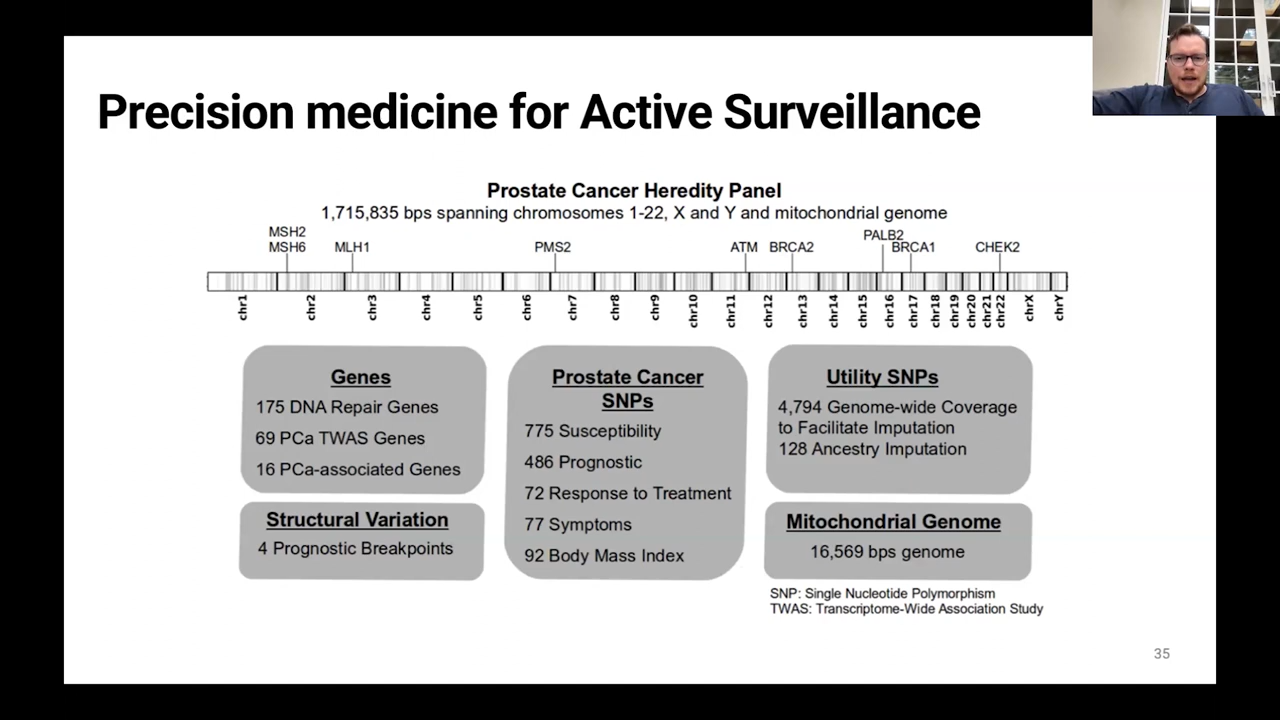 Precision medicine for Active Surveillance
Prostate Cancer Heredity Panel
1,715,835 bps spanning chromosomes 1-22, X and Y and mitochondrial genome
MSH2
MSH6
MLH1
PMS2
ATM
BRCA2
PALB2
BRCA1
CHEK2
chr1
chr2
chr3
chr4
chr5
chr6
chr7
chr8
chr9
chr10
chr11
chr12
chr13
chr14
chr15
chr16
chr17
chr18
chr19
chr20
chr21
chr22
chrX
chrY
Genes
175 DNA Repair Genes
69 PCa TWAS Genes
16 PCa-associated Genes
Structural Variation
4 Prognostic Breakpoints
Prostate Cancer
SNPs
775 Susceptibility
486 Prognostic
72 Response to Treatment
77 Symptoms
92 Body Mass Index
Utility SNPs
4,794 Genome-wide Coverage
to Facilitate Imputation
128 Ancestry Imputation
Mitochondrial Genome
16,569 bps genome
SNP: Single Nucleotide Polymorphism
TWAS: Transcriptome-Wide Association Study
35